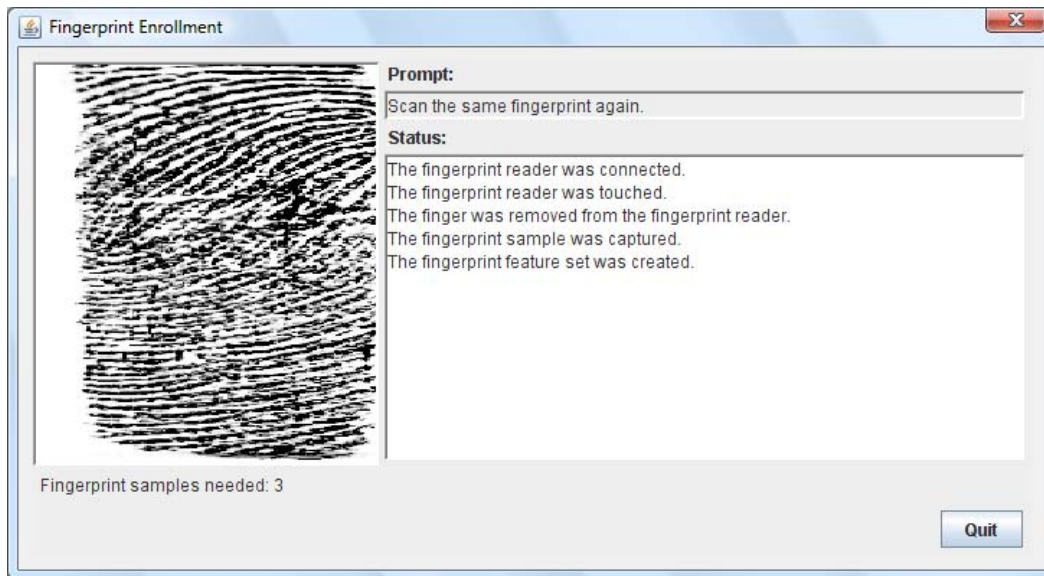 Fingerprint Enrollment
Prompt:
Scan the same fingerprint again.
Status:
The fingerprint reader was connected.
The fingerprint reader was touched.
The finger was removed from the fingerprint reader.
The fingerprint sample was captured.
The fingerprint feature set was created.
Fingerprint samples needed: 3
Quit